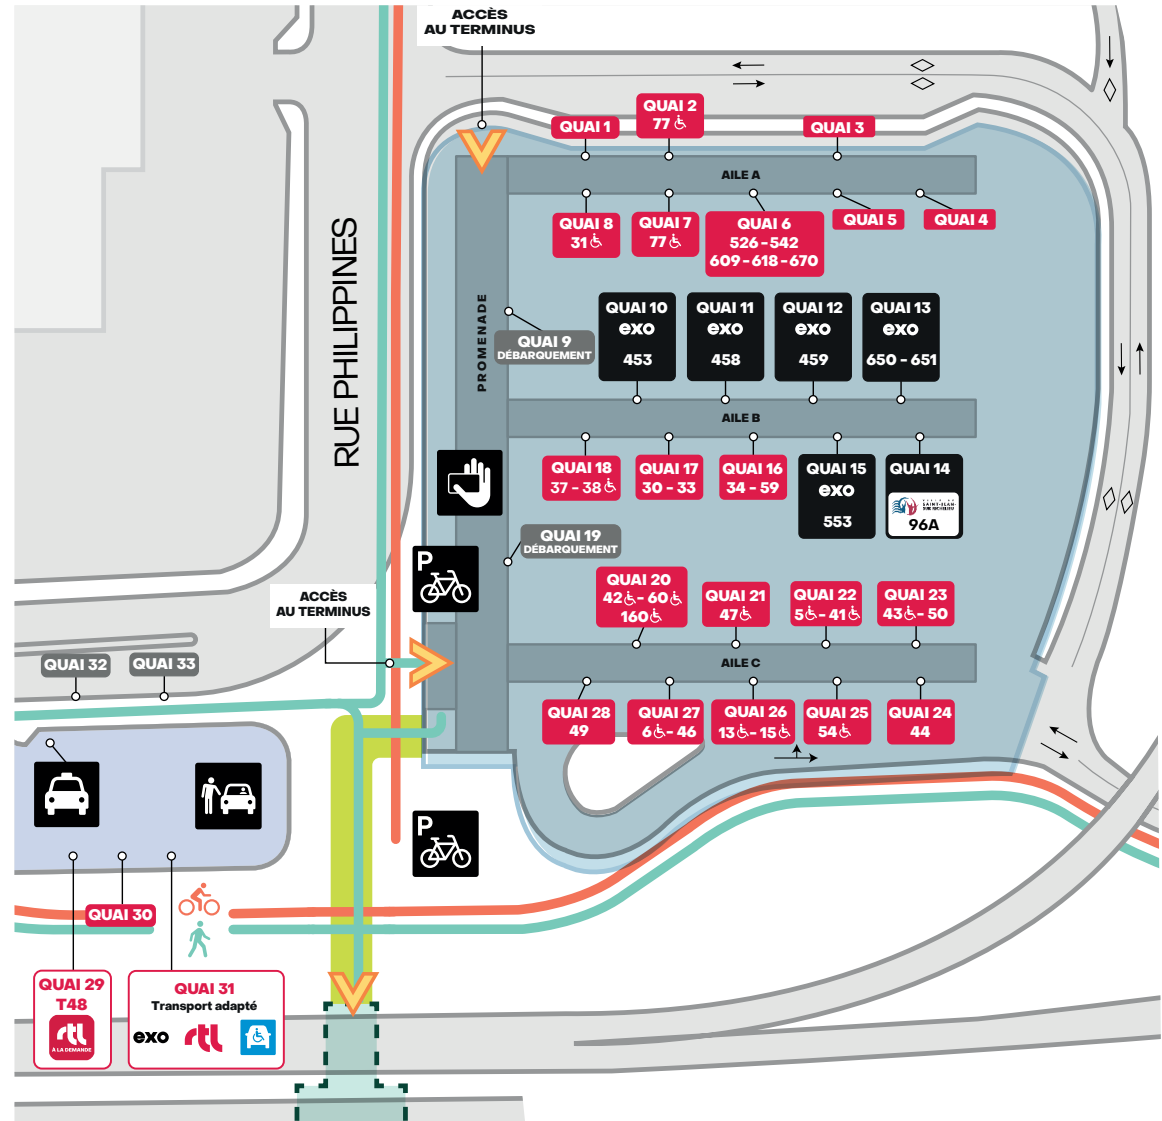 ACCÈS
AU TERMINUS
QUAI 1
QUAI 2
77
QUAI 3
AILE A
QUAI 8
31
QUAI 7
77
QUAI 6
526 - 542
609 - 618 - 670
QUAI 5
QUAI 4
RUE PHILIPPINES
PROMENADE
QUAI 9
DÉBARQUEMENT
QUAI 10
exo
453
QUAI 11
exo
458
QUAI 12
exo
459
QUAI 13
exo
650 - 651
AILE B
QUAI 18
37 - 38
QUAI 17
30 - 33
QUAI 16
34 - 59
QUAI 15
exo
553
QUAI 14
VILLE DE
SAINT-JEAN-
SUR-RICHELIEU
96A
QUAI 19
DÉBARQUEMENT
P
QUAI 20
42 - 60
160
QUAI 21
47
QUAI 22
5 - 41
QUAI 23
43 - 50
ACCÈS
AU TERMINUS
AILE C
QUAI 32
QUAI 33
QUAI 28
49
QUAI 27
6 - 46
QUAI 26
13 - 15
QUAI 25
54
QUAI 24
44
P
QUAI 30
QUAI 29
T48
rtl
À LA DEMANDE
QUAI 31
Transport adapté
exo
rtl